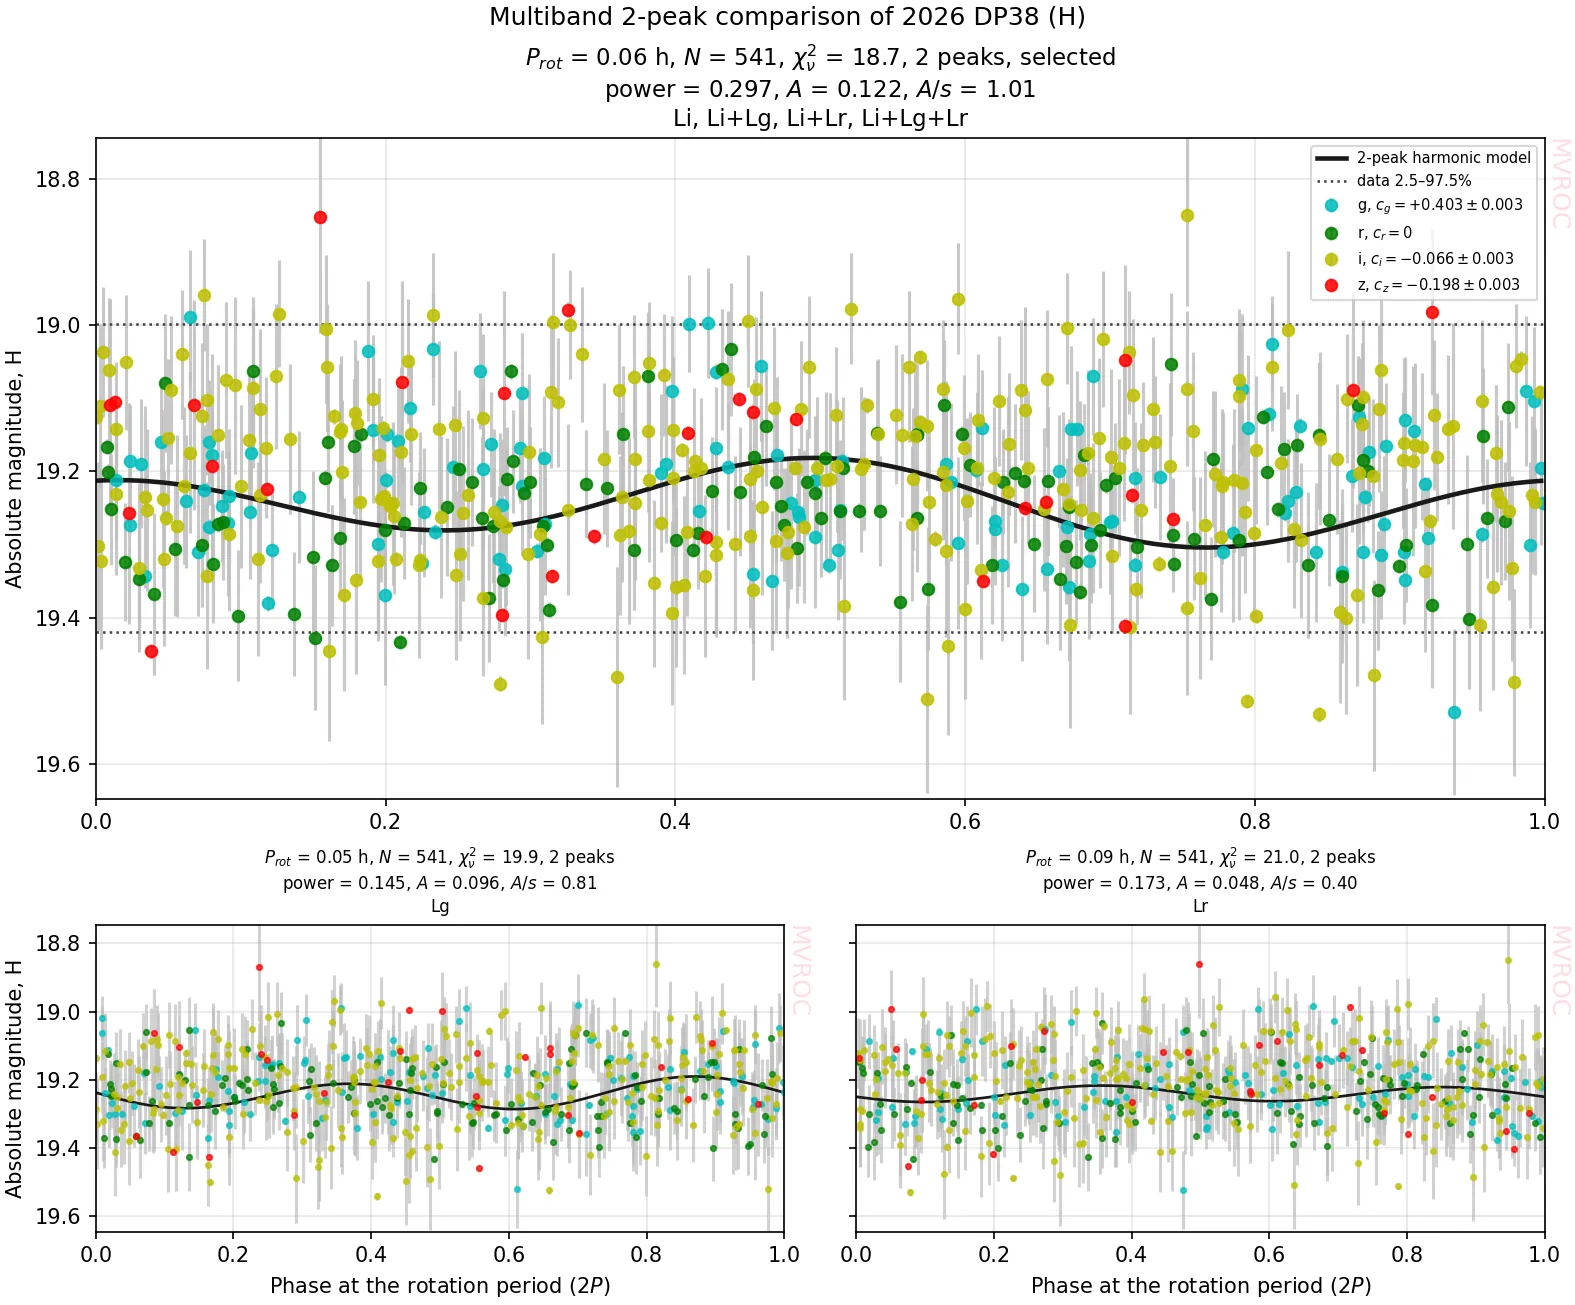 Multiband 2-peak comparison of 2026 DP38 (H)
P_rot = 0.06 h, N = 541, χ²_ν = 18.7, 2 peaks, selected
power = 0.297, A = 0.122, A/s = 1.01
Li, Li+Lg, Li+Lr, Li+Lg+Lr
2-peak harmonic model
data 2.5–97.5%
g, c_g = +0.403 ± 0.003
r, c_r = 0
i, c_i = −0.066 ± 0.003
z, c_z = −0.198 ± 0.003
MVROC
Absolute magnitude, H
18.8
19.0
19.2
19.4
19.6
0.0 0.2 0.4 0.6 0.8 1.0
P_rot = 0.05 h, N = 541, χ²_ν = 19.9, 2 peaks
power = 0.145, A = 0.096, A/s = 0.81
Lg
MVROC
Absolute magnitude, H
18.8
19.0
19.2
19.4
19.6
0.0 0.2 0.4 0.6 0.8 1.0
Phase at the rotation period (2P)
P_rot = 0.09 h, N = 541, χ²_ν = 21.0, 2 peaks
power = 0.173, A = 0.048, A/s = 0.40
Lr
MVROC
0.0 0.2 0.4 0.6 0.8 1.0
Phase at the rotation period (2P)